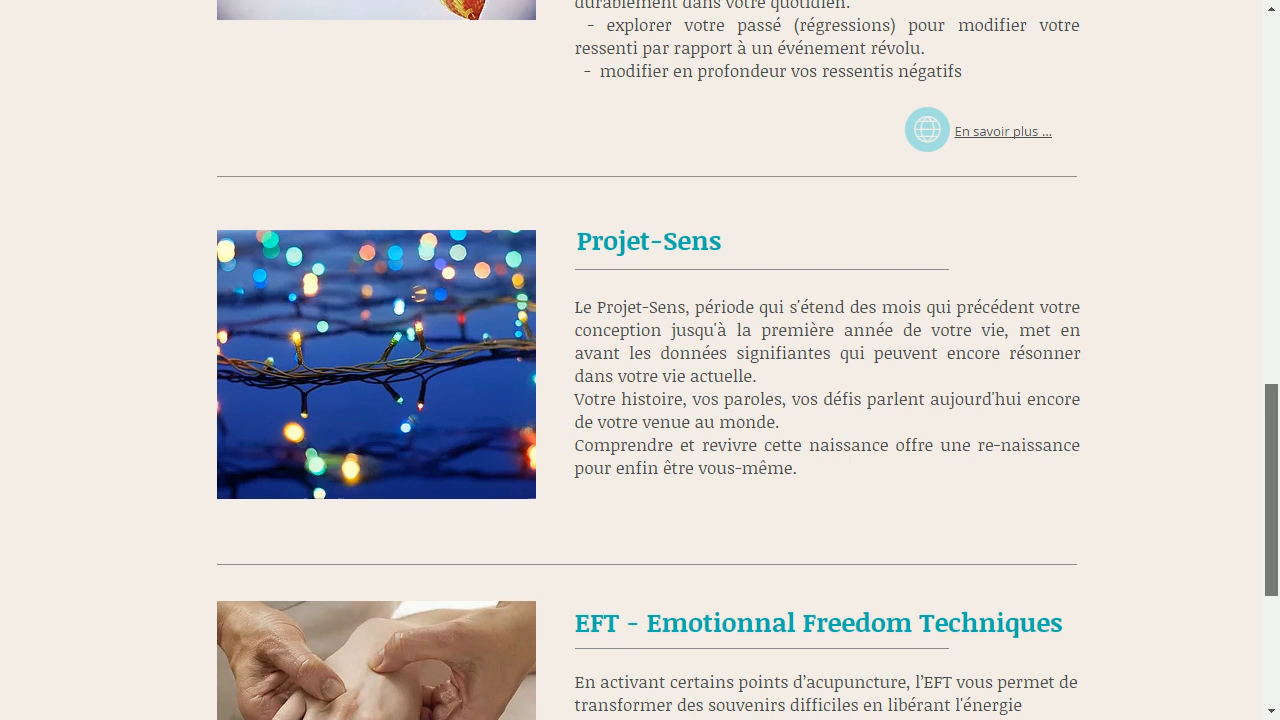 durablement dans votre quotidien.
- explorer votre passé (régressions) pour modifier votre
ressenti par rapport à un événement révolu.
- modifier en profondeur vos ressentis négatifs
En savoir plus ...
Projet-Sens
Le Projet-Sens, période qui s'étend des mois qui précédent votre
conception jusqu'à la première année de votre vie, met en
avant les données signifiantes qui peuvent encore résonner
dans votre vie actuelle.
Votre histoire, vos paroles, vos défis parlent aujourd'hui encore
de votre venue au monde.
Comprendre et revivre cette naissance offre une re-naissance
pour enfin être vous-même.
EFT - Emotionnal Freedom Techniques
En activant certains points d’acupuncture, l’EFT vous permet de
transformer des souvenirs difficiles en libérant l'énergie